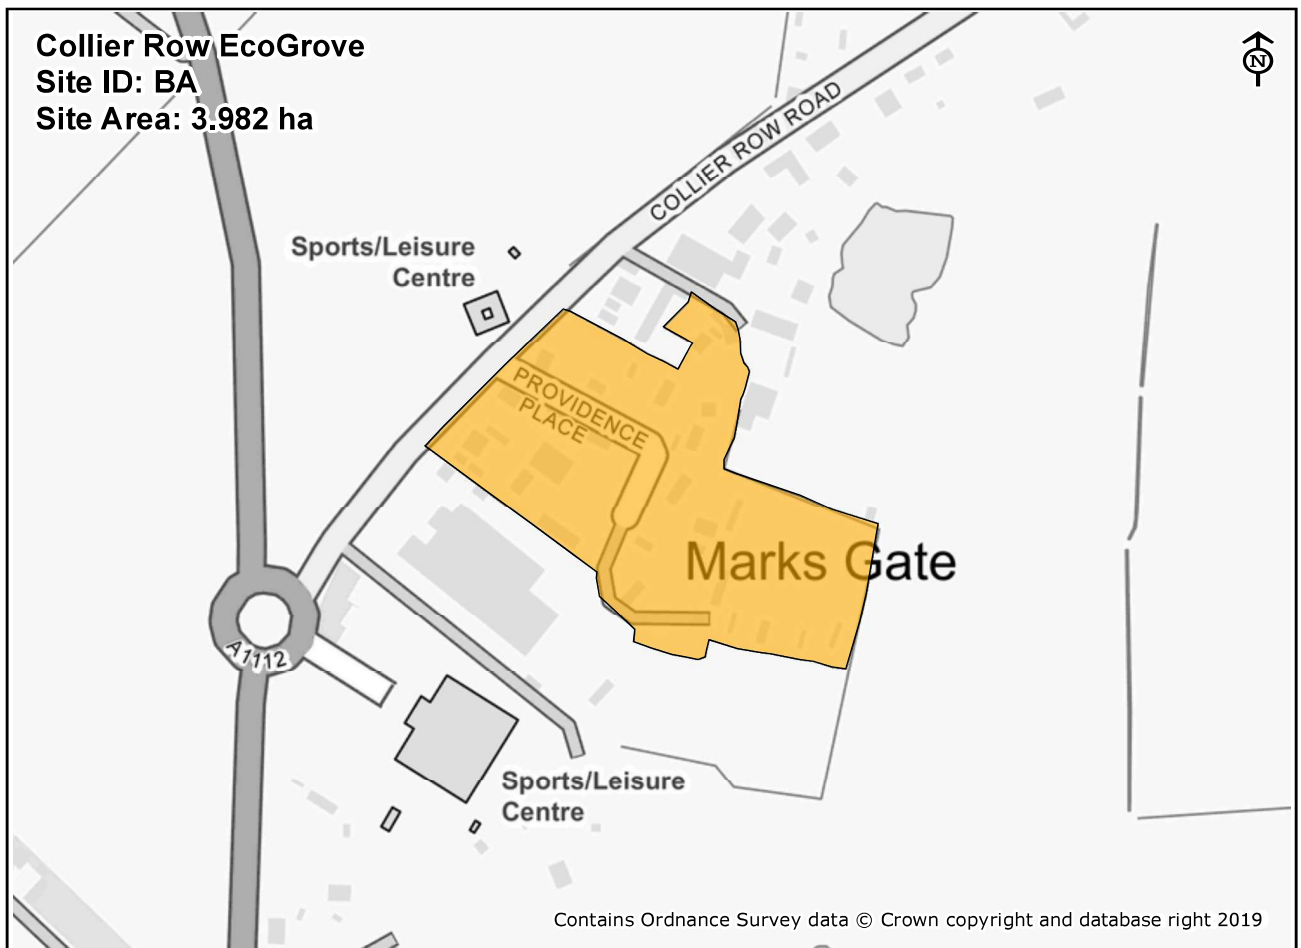 Collier Row EcoGrove
Site ID: BA
Site Area: 3.982 ha
N
COLLIER ROW ROAD
Sports/Leisure
Centre
PROVIDENCE
PLACE
Marks Gate
A1112
Sports/Leisure
Centre
Contains Ordnance Survey data © Crown copyright and database right 2019